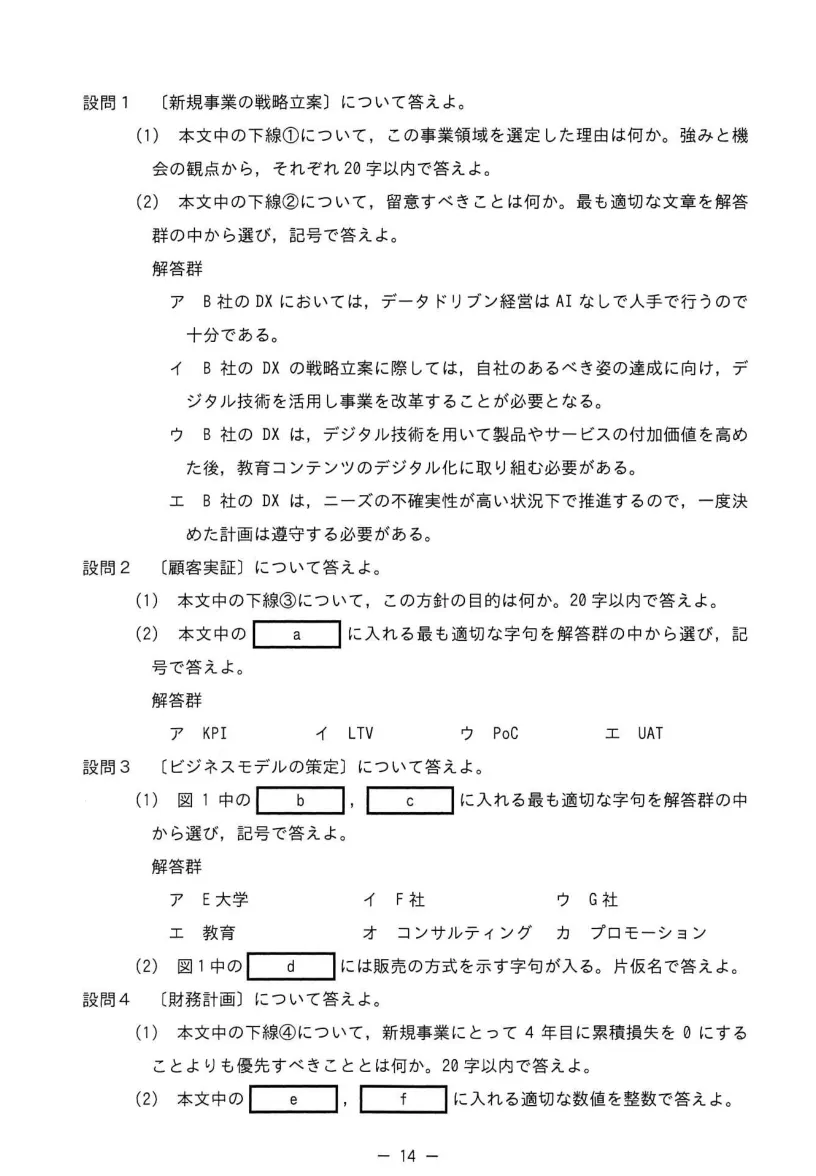 設問1 〔新規事業の戦略立案〕について答えよ。
(1) 本文中の下線①について，この事業領域を選定した理由は何か。強みと機
会の観点から，それぞれ20字以内で答えよ。
(2) 本文中の下線②について，留意すべきことは何か。最も適切な文章を解答
群の中から選び，記号で答えよ。
解答群
ア B社のDXにおいては，データドリブン経営はAIなしで人手で行うので
十分である。
イ B社のDXの戦略立案に際しては，自社のあるべき姿の達成に向け，デ
ジタル技術を活用し事業を改革することが必要となる。
ウ B社のDXは，デジタル技術を用いて製品やサービスの付加価値を高め
た後，教育コンテンツのデジタル化に取り組む必要がある。
エ B社のDXは，ニーズの不確実性が高い状況下で推進するので，一度決
めた計画は遵守する必要がある。
設問2 〔顧客実証〕について答えよ。
(1) 本文中の下線③について，この方針の目的は何か。20字以内で答えよ。
(2) 本文中の a に入れる最も適切な字句を解答群の中から選び，記
号で答えよ。
解答群
ア KPI イ LTV ウ PoC エ UAT
設問3 〔ビジネスモデルの策定〕について答えよ。
(1) 図1中の b ， c に入れる最も適切な字句を解答群の中
から選び，記号で答えよ。
解答群
ア E大学 イ F社 ウ G社
エ 教育 オ コンサルティング カ プロモーション
(2) 図1中の d には販売の方式を示す字句が入る。片仮名で答えよ。
設問4 〔財務計画〕について答えよ。
(1) 本文中の下線④について，新規事業にとって4年目に累積損失を0にする
ことよりも優先すべきこととは何か。20字以内で答えよ。
(2) 本文中の e ， f に入れる適切な数値を整数で答えよ。
― 14 ―